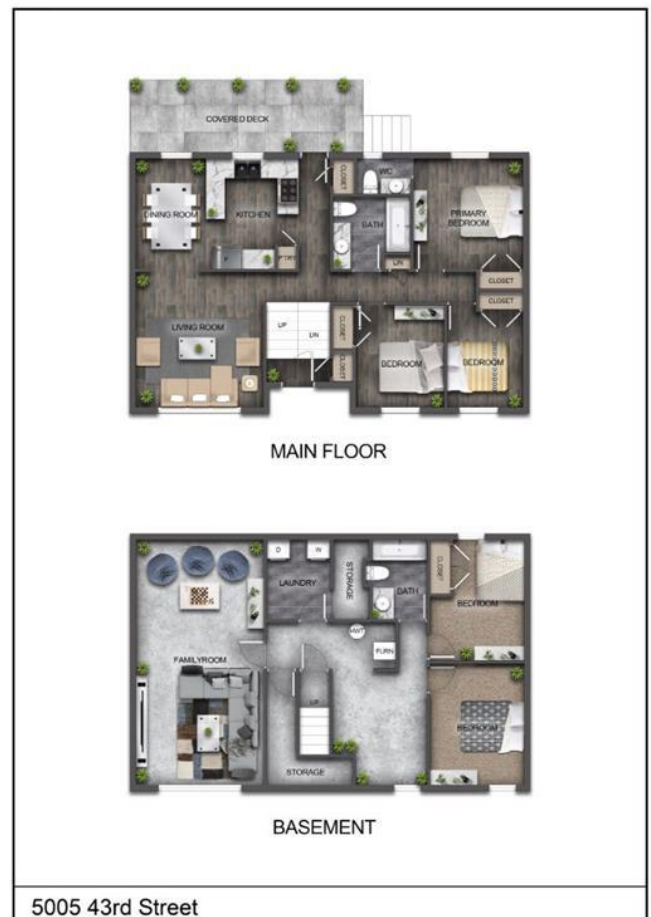 COVERED DECK
CLOSET
WC
DINING ROOM
KITCHEN
BATH
PRIMARY
BEDROOM
PTRY
LIN
CLOSET
CLOSET
LIVING ROOM
UP
DN
CLOSET
BEDROOM
BEDROOM
CLOSET
MAIN FLOOR
D
W
LAUNDRY
STORAGE
CLOSET
BATH
BEDROOM
HWT
FURN
FAMILYROOM
UP
BEDROOM
STORAGE
BASEMENT
5005 43rd Street